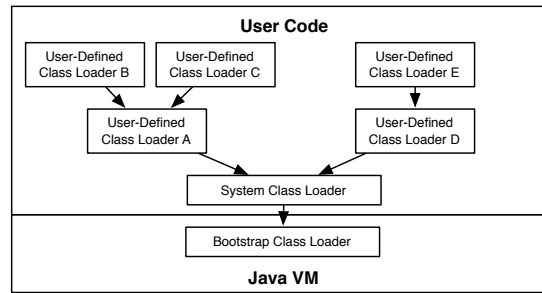 User Code
User-Defined
Class Loader B
User-Defined
Class Loader C
User-Defined
Class Loader E
User-Defined
Class Loader A
User-Defined
Class Loader D
System Class Loader
Bootstrap Class Loader
Java VM